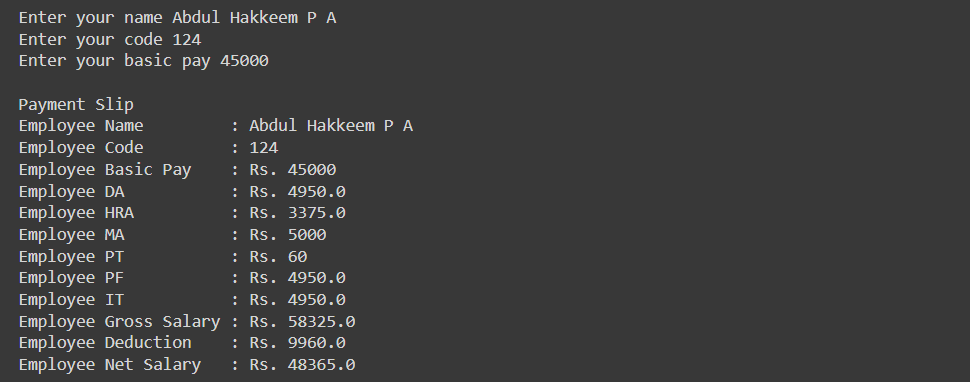 Enter your name Abdul Hakkeem P A
Enter your code 124
Enter your basic pay 45000
Payment Slip
Employee Name         : Abdul Hakkeem P A
Employee Code         : 124
Employee Basic Pay    : Rs. 45000
Employee DA           : Rs. 4950.0
Employee HRA          : Rs. 3375.0
Employee MA           : Rs. 5000
Employee PT           : Rs. 60
Employee PF           : Rs. 4950.0
Employee IT           : Rs. 4950.0
Employee Gross Salary : Rs. 58325.0
Employee Deduction    : Rs. 9960.0
Employee Net Salary   : Rs. 48365.0